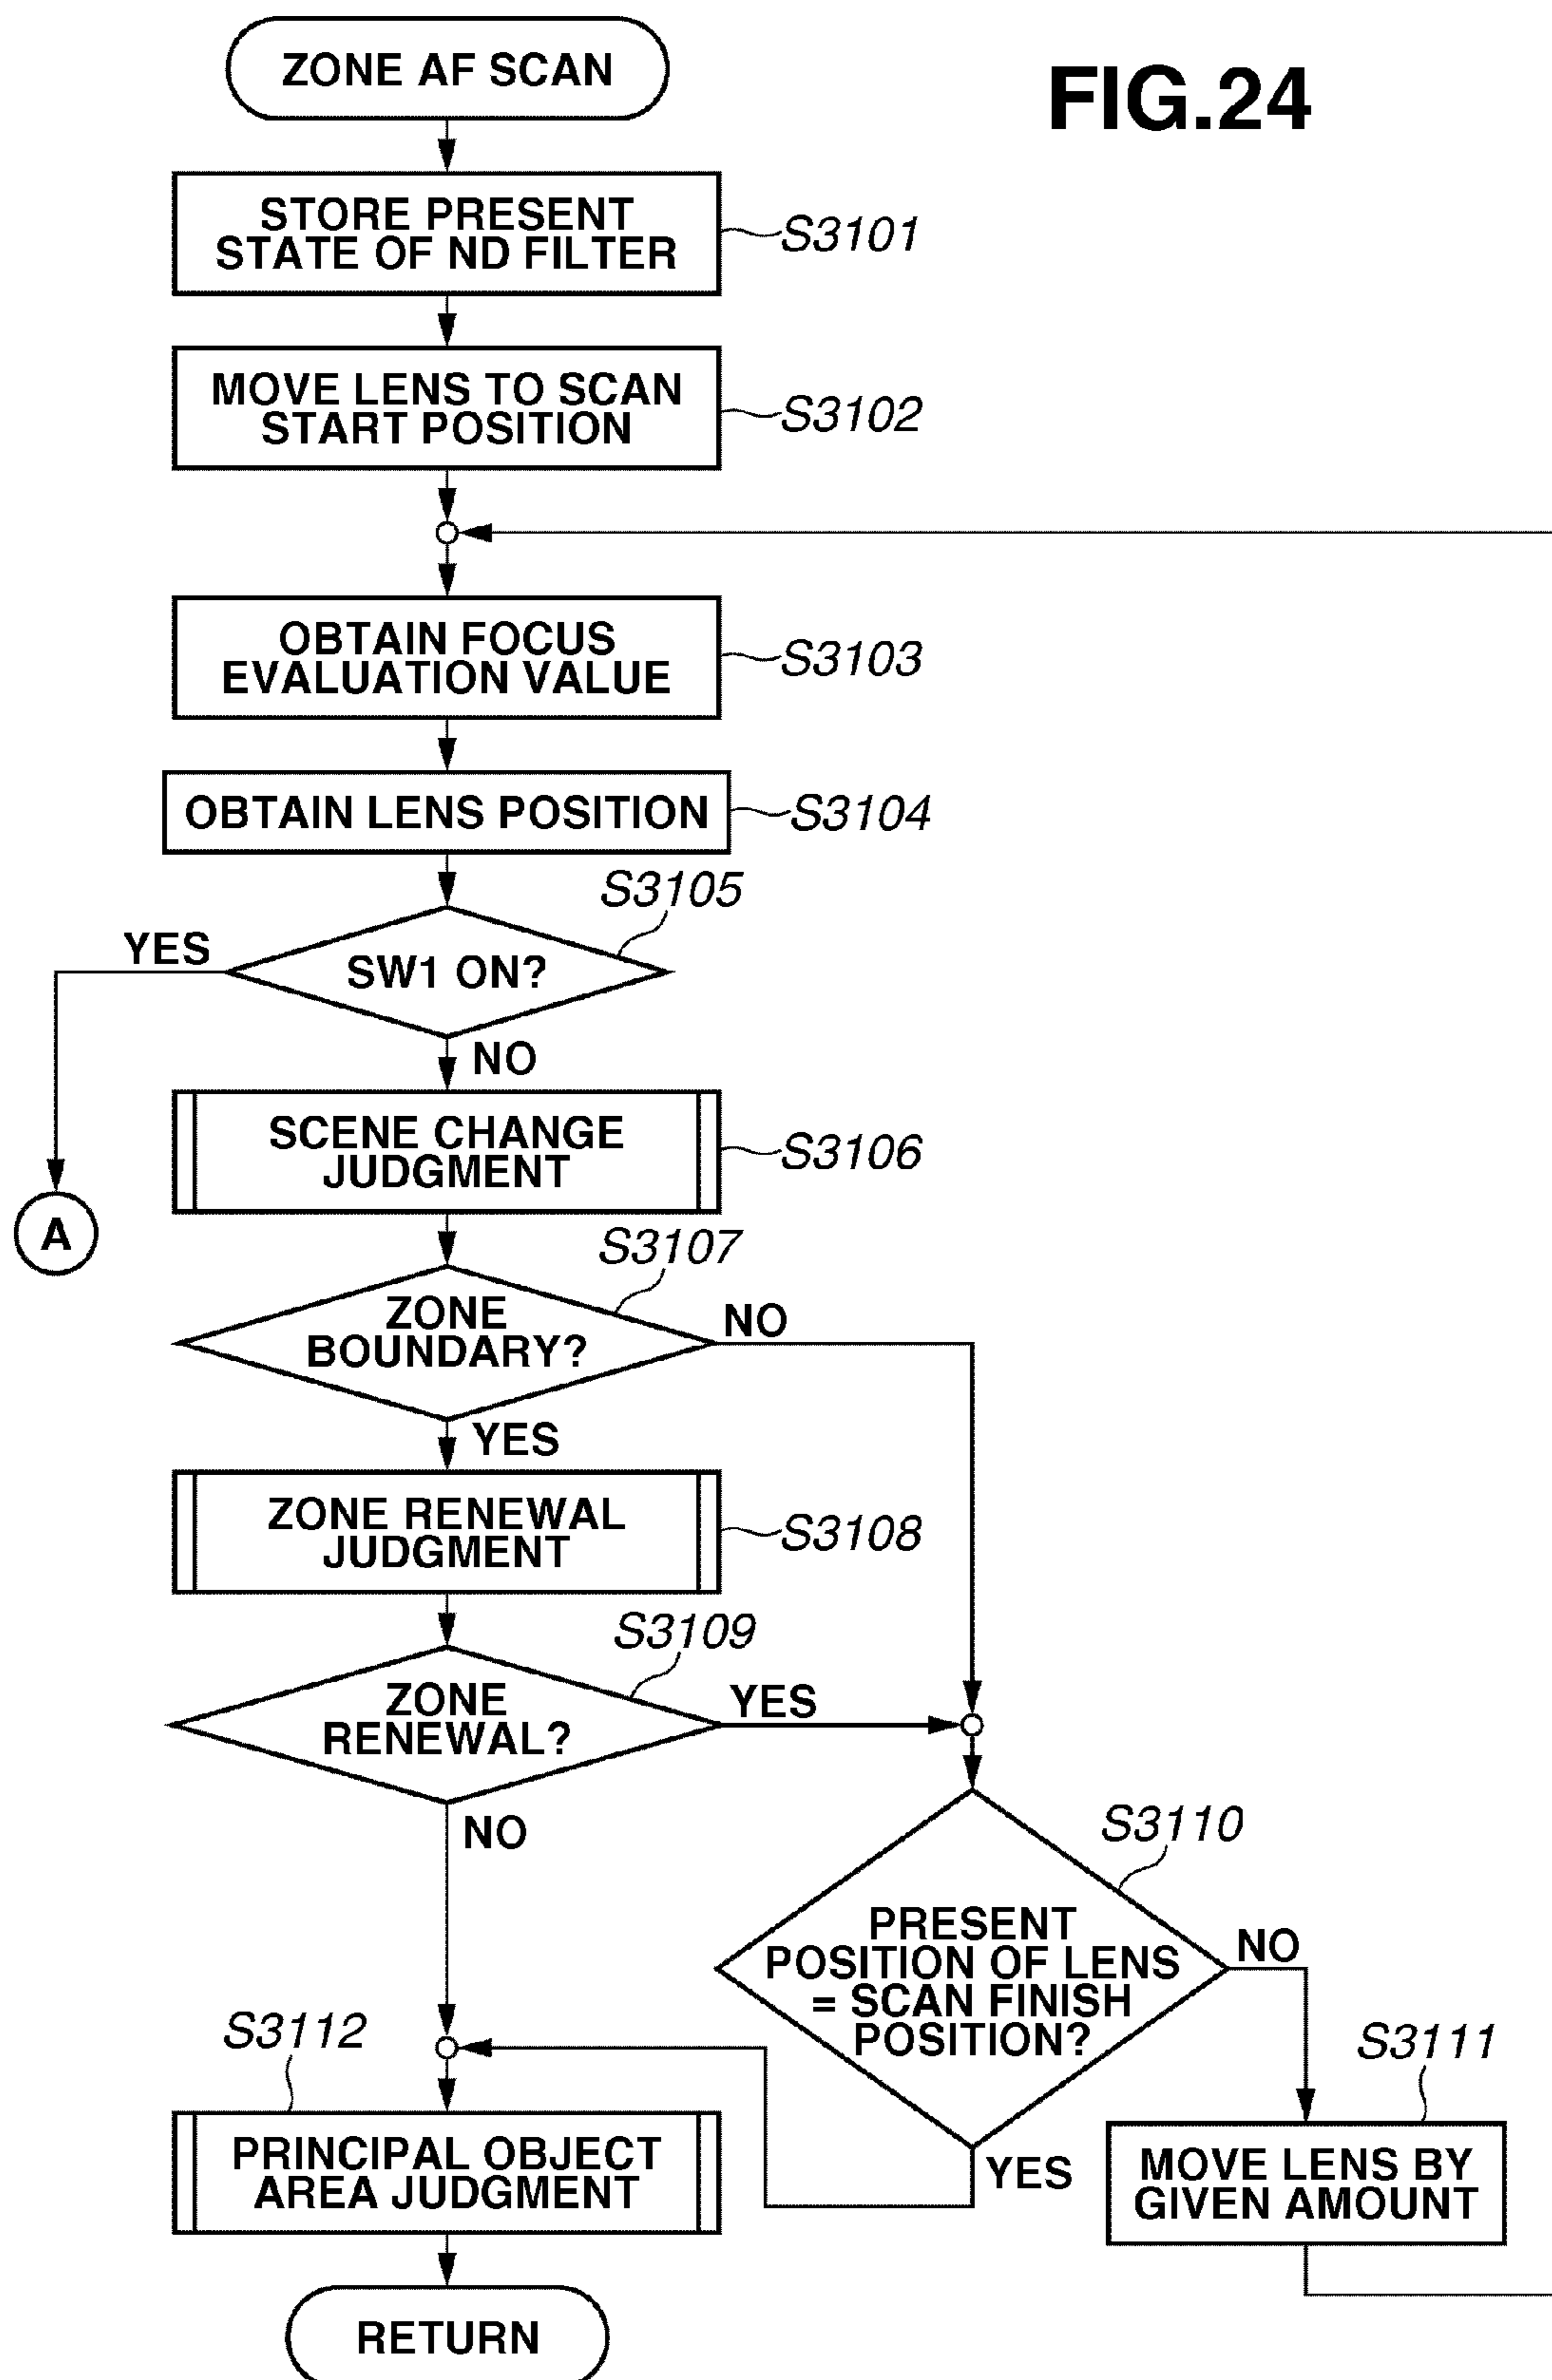 ZONE AF SCAN
FIG.24
STORE PRESENT
STATE OF ND FILTER
S3101
MOVE LENS TO SCAN
START POSITION
S3102
OBTAIN FOCUS
EVALUATION VALUE
S3103
OBTAIN LENS POSITION
S3104
S3105
YES
SW1 ON?
NO
SCENE CHANGE
JUDGMENT
S3106
A
S3107
ZONE
BOUNDARY?
NO
YES
ZONE RENEWAL
JUDGMENT
S3108
S3109
ZONE
RENEWAL?
YES
NO
S3110
PRESENT
POSITION OF LENS
= SCAN FINISH
POSITION?
NO
YES
S3111
MOVE LENS BY
GIVEN AMOUNT
S3112
PRINCIPAL OBJECT
AREA JUDGMENT
RETURN